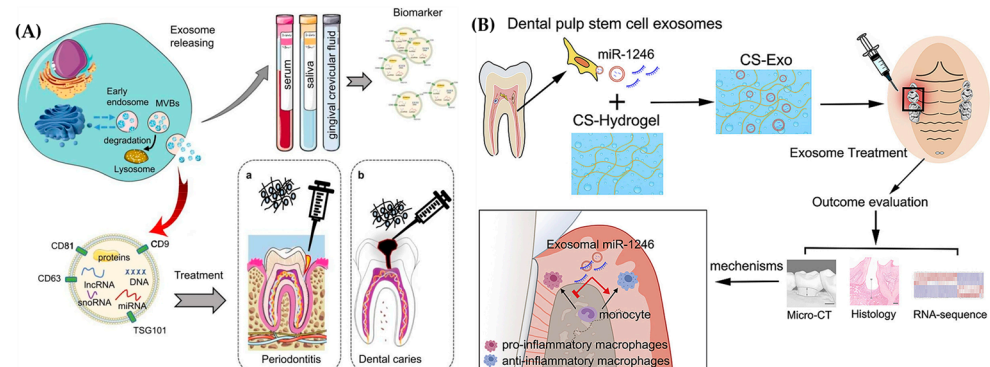 (A)
Exosome
releasing
Early
endosome
MVBs
degradation
Lysosome
serum
saliva
gingival crevicular fluid
Biomarker
CD81
CD9
CD63
proteins
lncRNA
DNA
snoRNA
miRNA
TSG101
Treatment
a
Periodontitis
b
Dental caries
(B)
Dental pulp stem cell exosomes
miR-1246
+
CS-Hydrogel
CS-Exo
Exosome Treatment
Outcome evaluation
Micro-CT
Histology
RNA-sequence
mechanisms
Exosomal miR-1246
monocyte
pro-inflammatory macrophages
anti-inflammatory macrophages